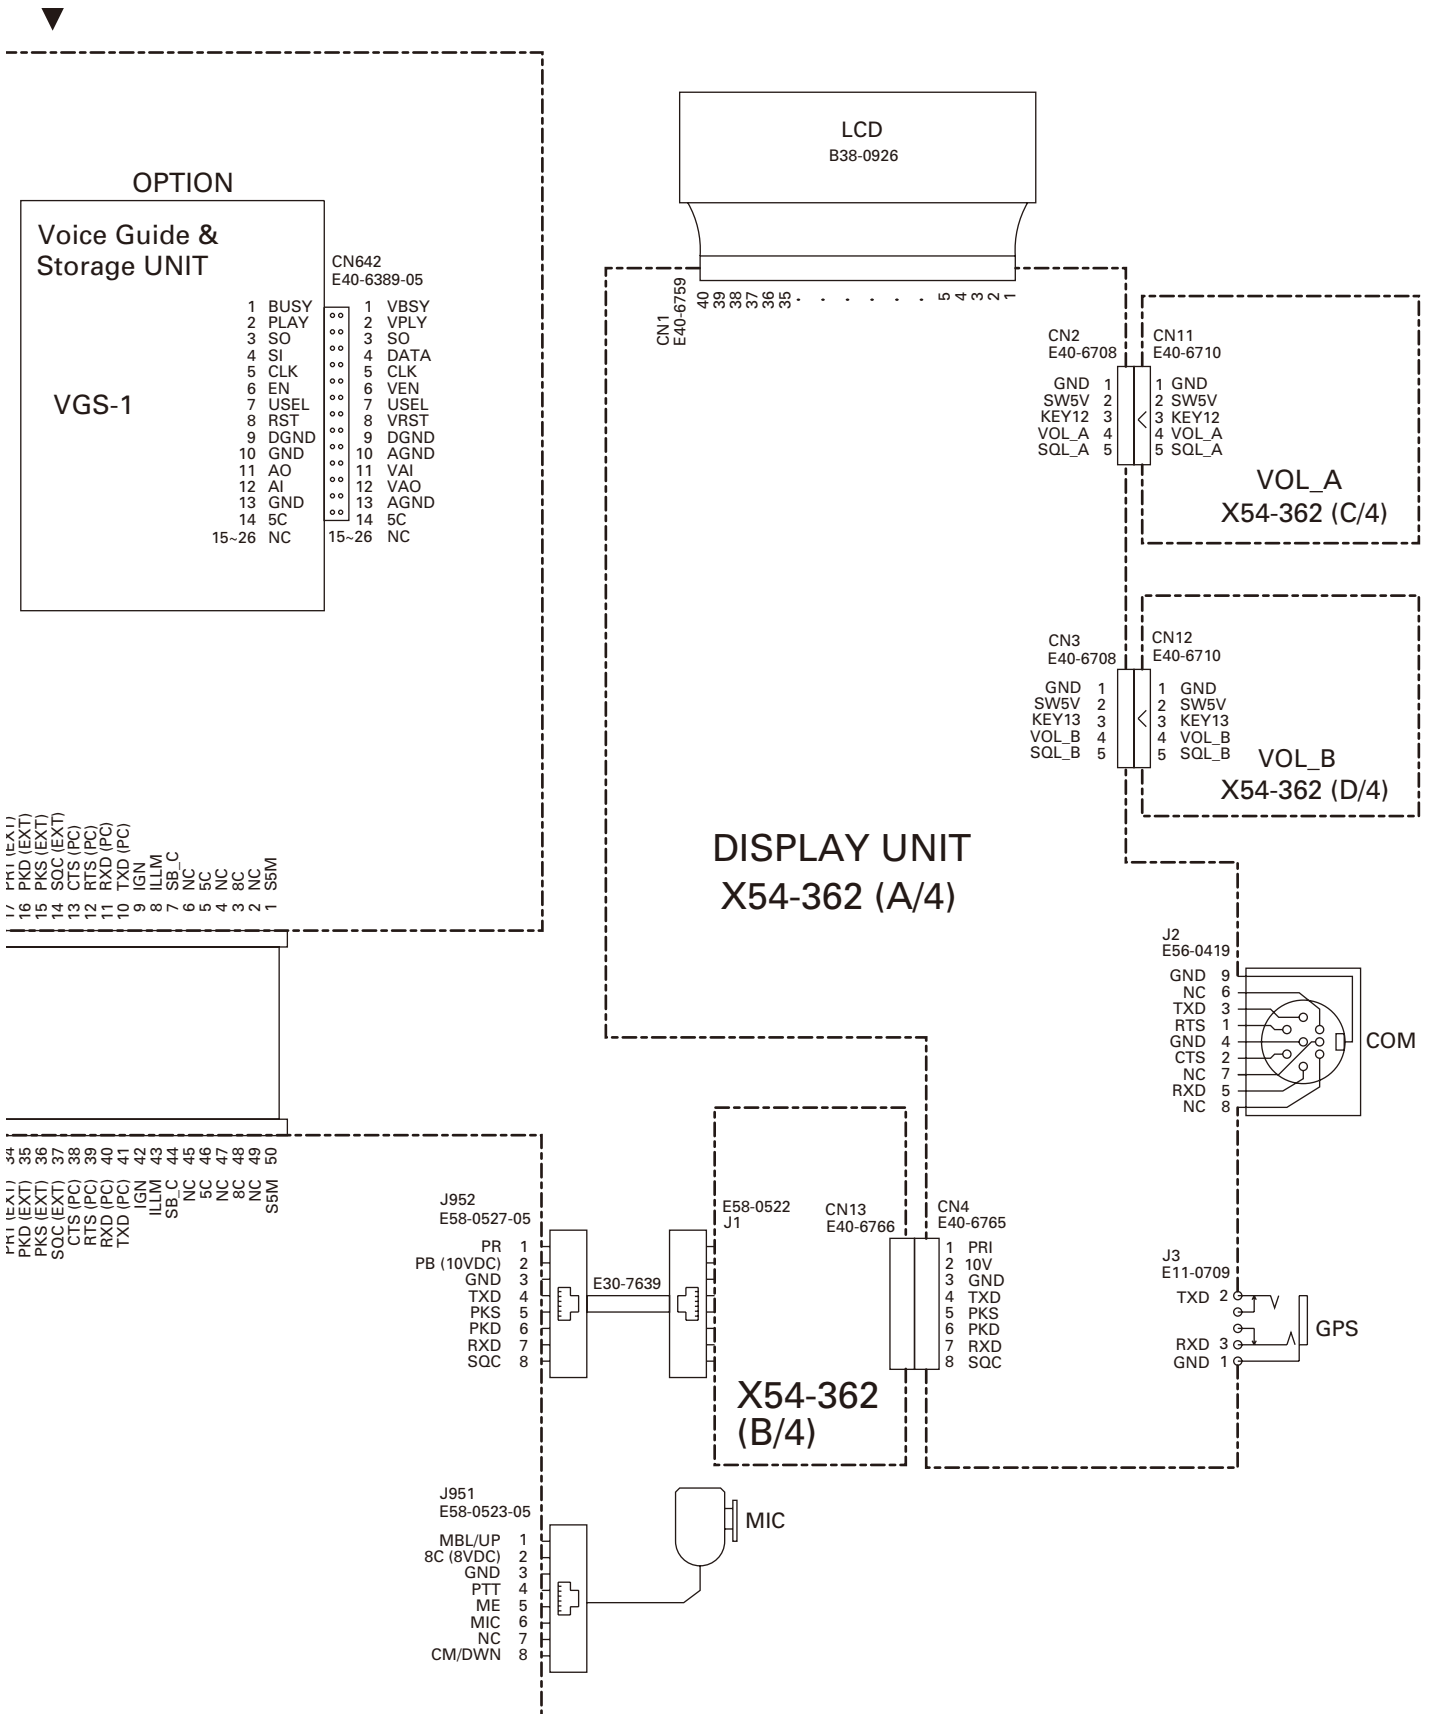 OPTION
Voice Guide &
Storage UNIT
VGS-1
CN642
E40-6389-05
1 BUSY 1 VBSY
2 PLAY 2 VPLY
3 SO 3 SO
4 SI 4 DATA
5 CLK 5 CLK
6 EN 6 VEN
7 USEL 7 USEL
8 RST 8 VRST
9 DGND 9 DGND
10 GND 10 AGND
11 AO 11 VAI
12 AI 12 VAO
13 GND 13 AGND
14 5C 14 5C
15~26 NC 15~26 NC
LCD
B38-0926
CN1
E40-6759
40
39
38
37
36
35
. . . . . .
5
4
3
2
1
CN2
E40-6708
GND 1
SW5V 2
KEY12 3
VOL_A 4
SQL_A 5
CN11
E40-6710
1 GND
2 SW5V
3 KEY12
4 VOL_A
5 SQL_A
VOL_A
X54-362 (C/4)
CN3
E40-6708
GND 1
SW5V 2
KEY13 3
VOL_B 4
SQL_B 5
CN12
E40-6710
1 GND
2 SW5V
3 KEY13
4 VOL_B
5 SQL_B
VOL_B
X54-362 (D/4)
DISPLAY UNIT
X54-362 (A/4)
17 PRT (EXT)
16 PKD (EXT)
15 PKS (EXT)
14 SQC (EXT)
13 CTS (PC)
12 RTS (PC)
11 RXD (PC)
10 TXD (PC)
9 IGN
8 ILLM
7 SB_C
6 NC
5 5C
4 NC
3 8C
2 NC
1 S5M
PRT (EXT) 34
PKD (EXT) 35
PKS (EXT) 36
SQC (EXT) 37
CTS (PC) 38
RTS (PC) 39
RXD (PC) 40
TXD (PC) 41
IGN 42
ILLM 43
SB_C 44
NC 45
5C 46
NC 47
8C 48
NC 49
S5M 50
J2
E56-0419
GND 9
NC 6
TXD 3
RTS 1
GND 4
CTS 2
NC 7
RXD 5
NC 8
COM
J952
E58-0527-05
PR 1
PB (10VDC) 2
GND 3
TXD 4
PKS 5
PKD 6
RXD 7
SQC 8
E30-7639
E58-0522
J1
CN13
E40-6766
CN4
E40-6765
1 PRI
2 10V
3 GND
4 TXD
5 PKS
6 PKD
7 RXD
8 SQC
X54-362
(B/4)
J3
E11-0709
TXD 2
RXD 3
GND 1
GPS
J951
E58-0523-05
MBL/UP 1
8C (8VDC) 2
GND 3
PTT 4
ME 5
MIC 6
NC 7
CM/DWN 8
MIC